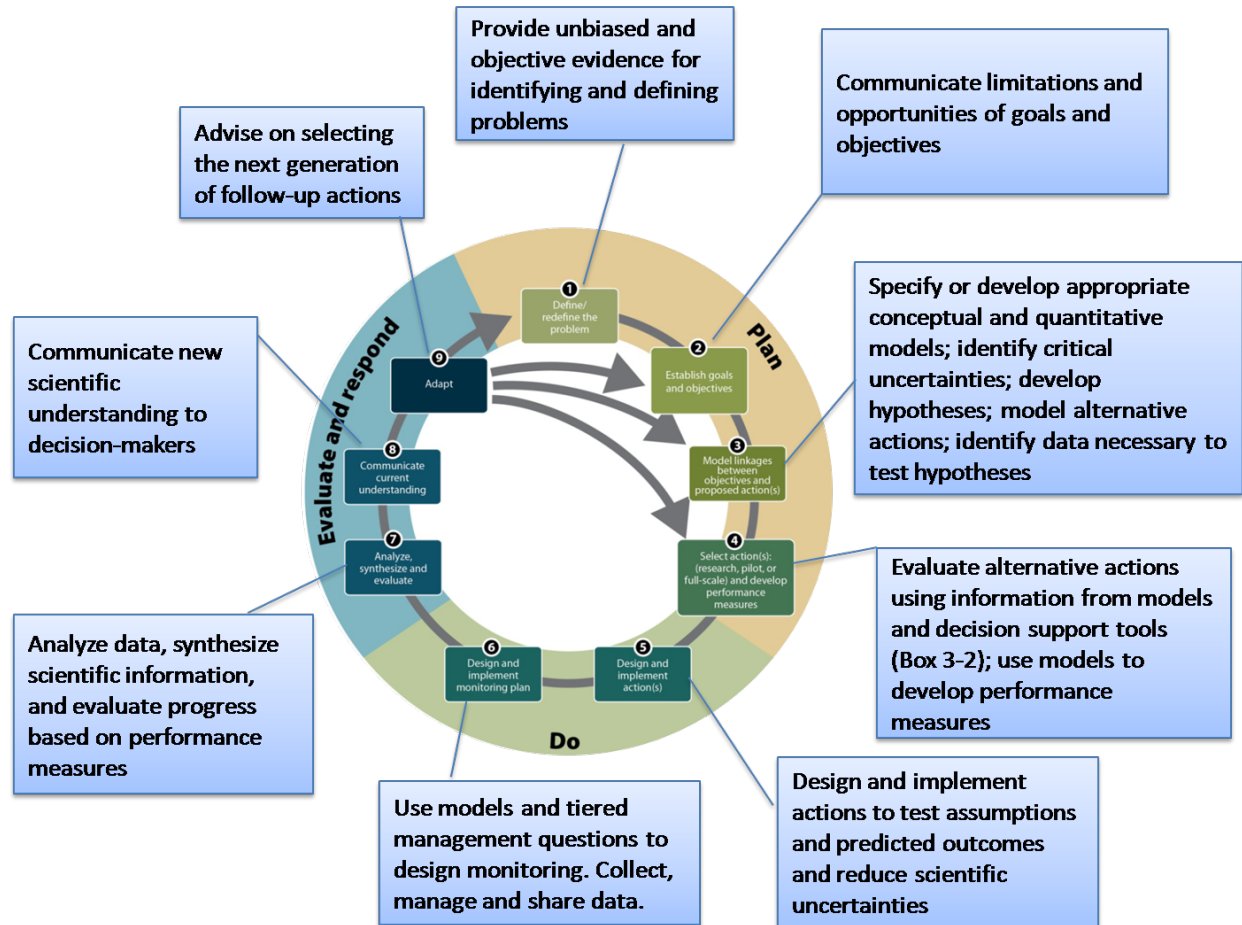 Provide unbiased and
objective evidence for
identifying and defining
problems
Communicate limitations and
opportunities of goals and
objectives
Advise on selecting
the next generation
of follow-up actions
Specify or develop appropriate
conceptual and quantitative
models; identify critical
uncertainties; develop
hypotheses; model alternative
actions; identify data necessary to
test hypotheses
Communicate new
scientific
understanding to
decision-makers
Evaluate alternative actions
using information from models
and decision support tools
(Box 3-2); use models to
develop performance
measures
Analyze data, synthesize
scientific information,
and evaluate progress
based on performance
measures
Use models and tiered
management questions to
design monitoring. Collect,
manage and share data.
Design and implement
actions to test assumptions
and predicted outcomes
and reduce scientific
uncertainties
Plan
Do
Evaluate and respond
1
Define/
redefine the
problem
2
Establish goals
and objectives
3
Model linkages
between
objectives and
proposed action(s)
4
Select action(s):
(research, pilot, or
full-scale) and develop
performance
measures
5
Design and
implement
action(s)
6
Design and implement
monitoring plan
7
Analyze,
synthesize and
evaluate
8
Communicate
current
understanding
9
Adapt